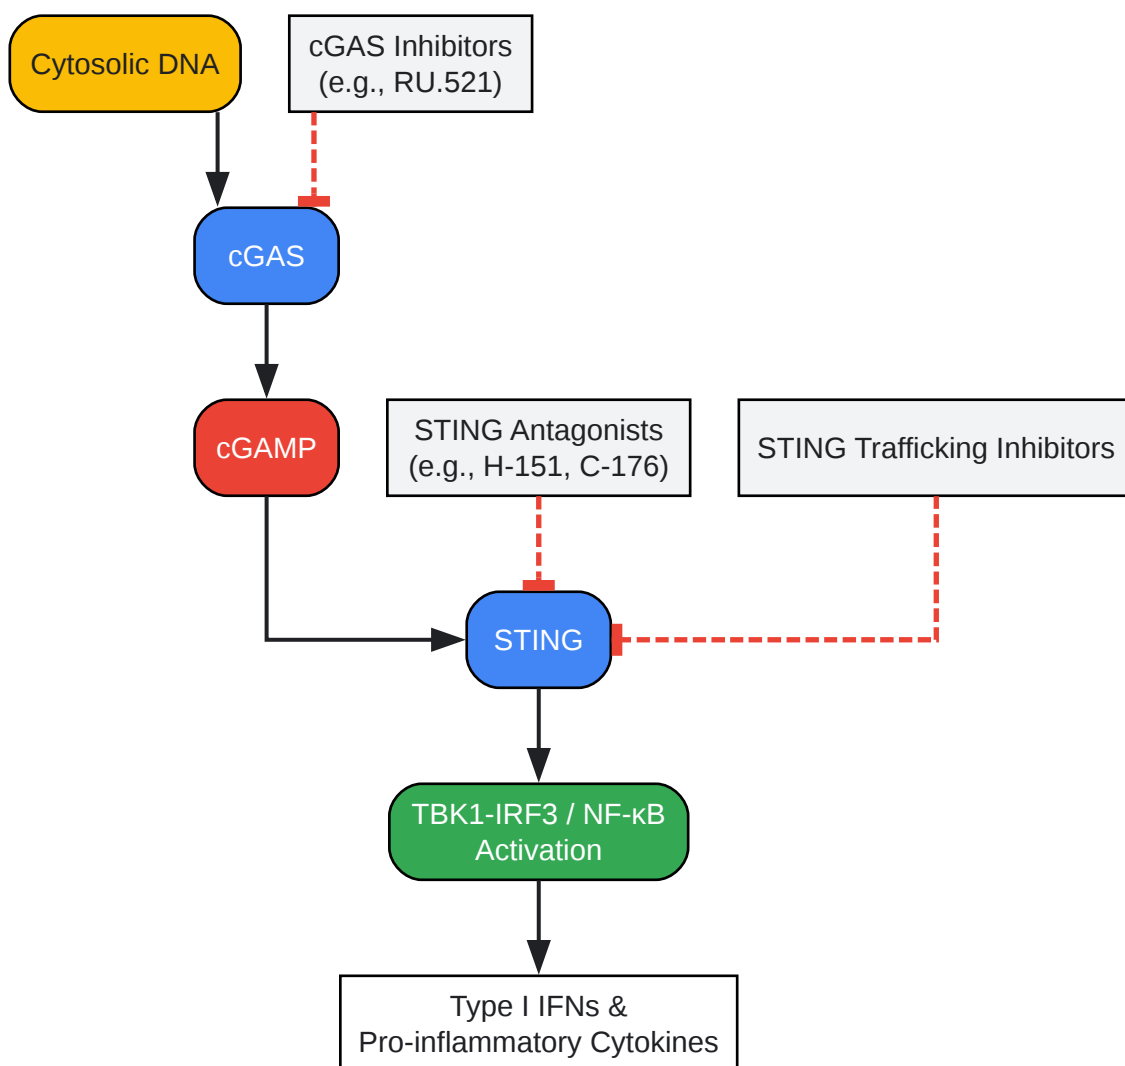 Cytosolic DNA
cGAS Inhibitors
(e.g., RU.521)
cGAS
cGAMP
STING Antagonists
(e.g., H-151, C-176)
STING Trafficking Inhibitors
STING
TBK1-IRF3 / NF-κB
Activation
Type I IFNs &
Pro-inflammatory Cytokines